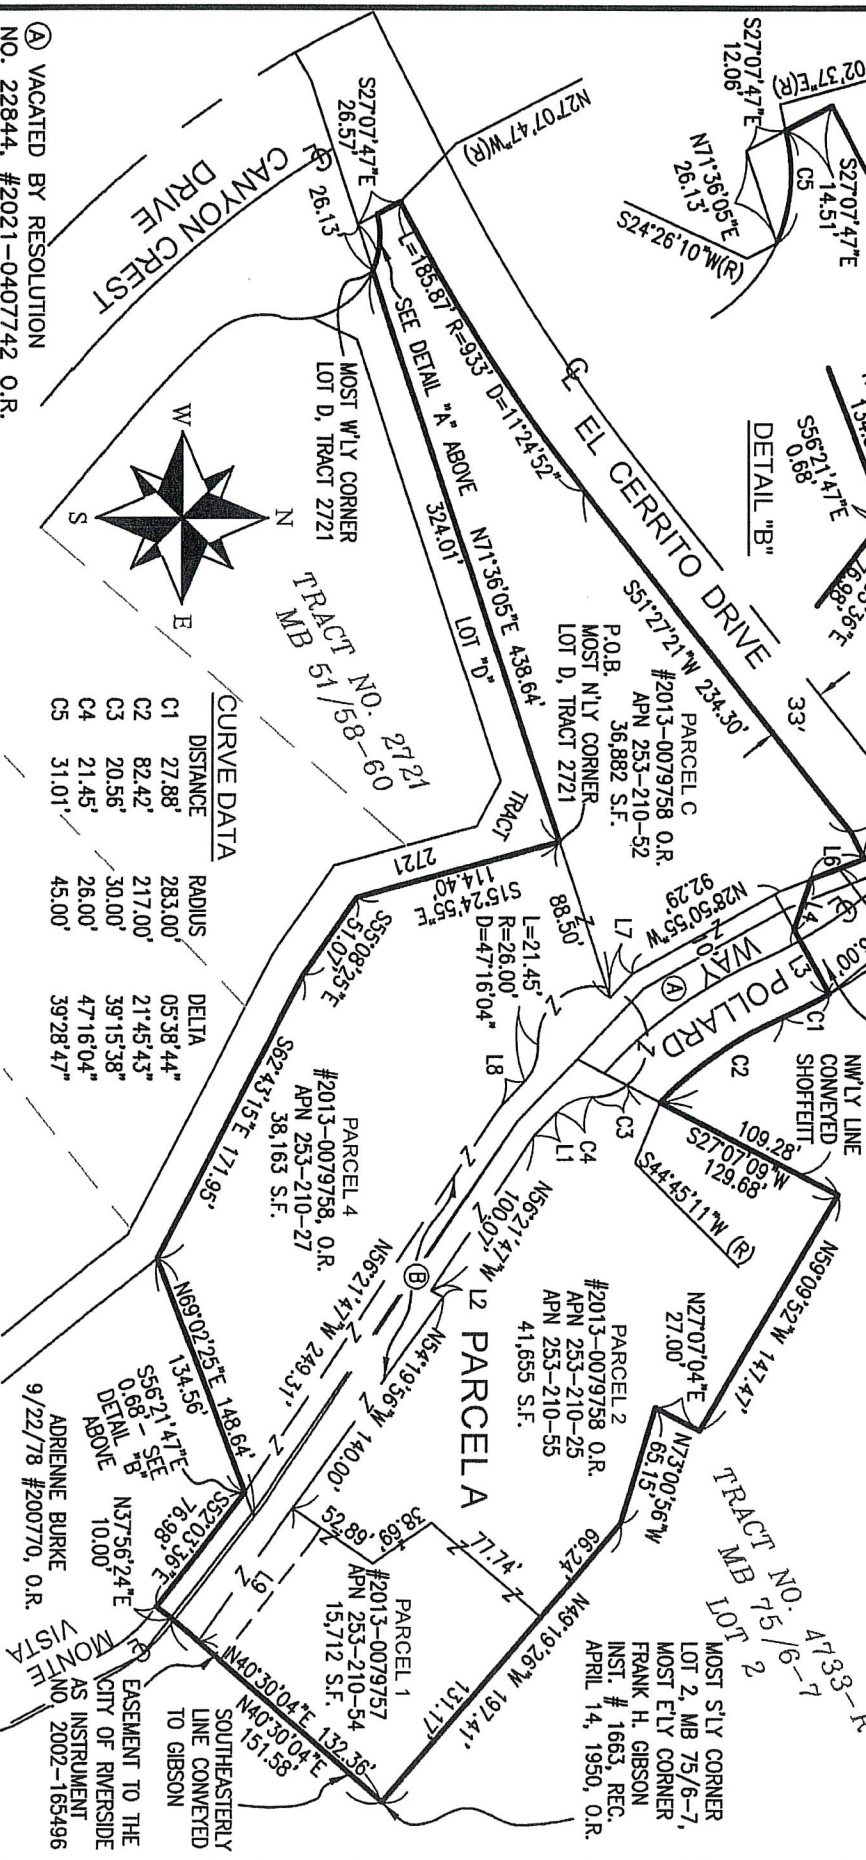 S27°07'47"E
12.06'
02'37"E(R)
S27°07'47"E
14.51'
C5
N71°36'05"E
26.13'
S24°26'10"W(R)
S56°21'47"E
0.68'
DETAIL "B"
N27°07'47"W(R)
S27°07'47"E
26.57'
26.13'
CANYON CREST
DRIVE
Ⓐ VACATED BY RESOLUTION
NO. 22844, #2021-0407742 O.R.
L=185.87' R=933' D=11°24'52"
SEE DETAIL "A" ABOVE
MOST W'LY CORNER
LOT D, TRACT 2721
℄ EL CERRITO DRIVE
S51°27'21"W 234.30'
33'
N71°36'05"E 438.64'
324.01'
LOT "D"
P.O.B.
MOST N'LY CORNER
LOT D, TRACT 2721
PARCEL C
#2013-0079758 O.R.
APN 253-210-52
36,882 S.F.
W
N
S
E
TRACT NO. 2721
MB 51/58-60
TRACT
2721
S15°24'55"E
114.40'
88.50'
L6
L4
L3
L7
N28°50'55"W
92.29'
WAY
POLLARD
Ⓐ
C1
C2
NW'LY LINE
CONVEYED
SHOFFEITT
109.28'
S27°07'09"W
129.68'
S44°45'11"W (R)
C3
C4
L1
L=21.45'
R=26.00'
D=47°16'04"
L8
S55°08'25"E
51.07'
S62°43'15"E 171.95'
CURVE DATA
DISTANCE RADIUS DELTA
C1 27.88' 283.00' 05°38'44"
C2 82.42' 217.00' 21°45'43"
C3 20.56' 30.00' 39°15'38"
C4 21.45' 26.00' 47°16'04"
C5 31.01' 45.00' 39°28'47"
PARCEL 4
#2013-0079758, O.R.
APN 253-210-27
38,163 S.F.
N56°21'47"W
100.07'
L2
Ⓑ
N56°21'47"W 249.31'
N54°19'56"W 140.00'
PARCEL A
PARCEL 2
#2013-0079758 O.R.
APN 253-210-25
APN 253-210-55
41,655 S.F.
N59°09'52"W 147.47'
N27°07'04"E
27.00'
N73°00'56"W
65.15'
TRACT NO. 4733-R
MB 75/6-7
LOT 2
66.24'
N49°19'26"W 197.41'
131.17'
77.74'
38.69'
52.89'
PARCEL 1
#2013-0079757
APN 253-210-54
15,712 S.F.
L9
N69°02'25"E 148.64'
134.56'
S56°21'47"E
0.68'- SEE
DETAIL "B"
ABOVE
S52°03'36"E
76.98'
N37°56'24"E
10.00'
ADRIENNE BURKE
9/22/78 #200770, O.R.
MONTE
VISTA
N40°30'04"E 132.36'
N40°30'04"E
151.58'
MOST S'LY CORNER
LOT 2, MB 75/6-7,
MOST E'LY CORNER
FRANK H. GIBSON
INST. # 1663, REC.
APRIL 14, 1950, O.R.
SOUTHEASTERLY
LINE CONVEYED
TO GIBSON
EASEMENT TO THE
CITY OF RIVERSIDE
AS INSTRUMENT
NO. 2002-165496